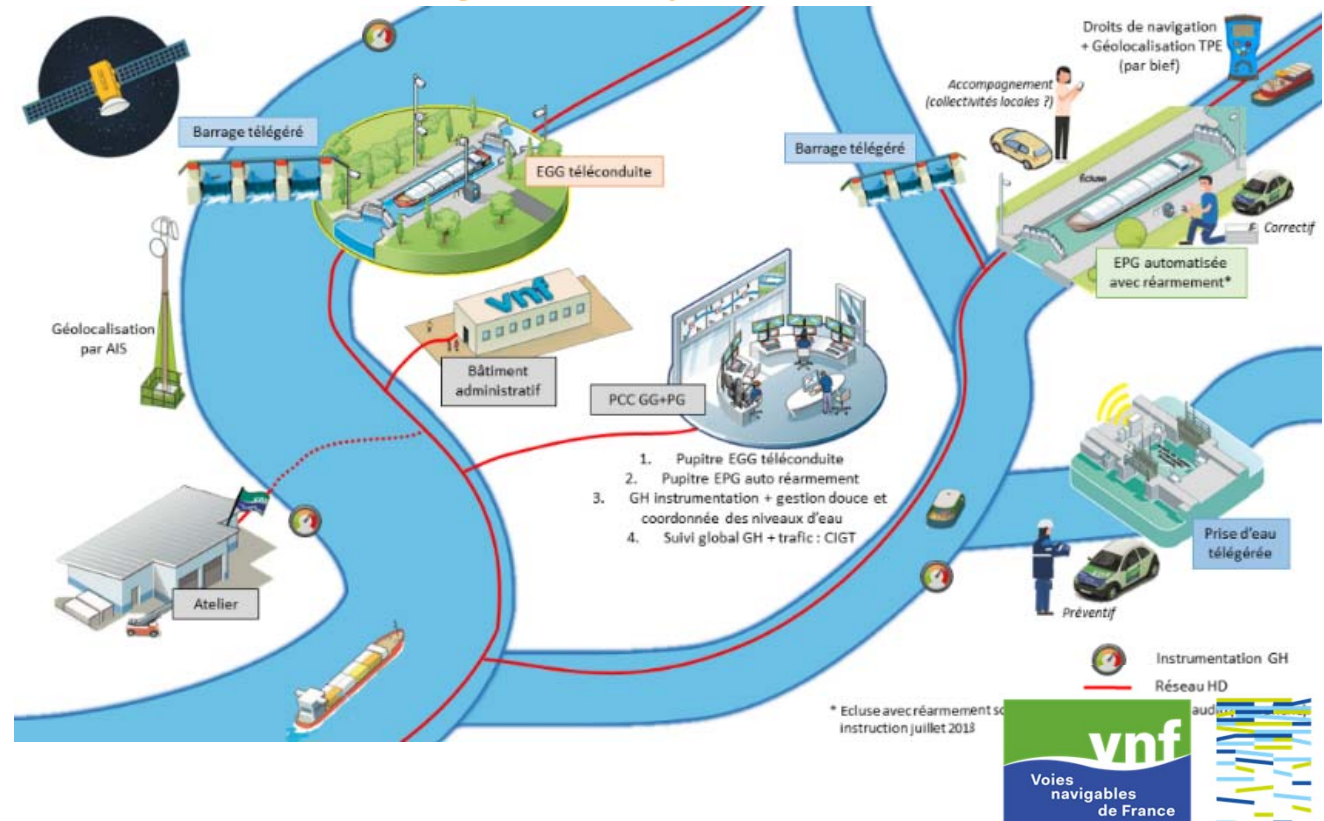 Droits de navigation
+ Géolocalisation TPE
(par bief)
Accompagnement
(collectivités locales ?)
Barrage télégéré
EGG téléconduite
Barrage télégéré
écluse
Correctif
EPG automatisée
avec réarmement*
vnf
Géolocalisation
par AIS
Bâtiment
administratif
PCC GG+PG
1. Pupitre EGG téléconduite
2. Pupitre EPG auto réarmement
3. GH instrumentation + gestion douce et
coordonnée des niveaux d'eau
4. Suivi global GH + trafic : CIGT
Prise d'eau
télégérée
Atelier
Préventif
Instrumentation GH
Réseau HD
* Ecluse avec réarmement
instruction juillet 2018
vnf
Voies
navigables
de France